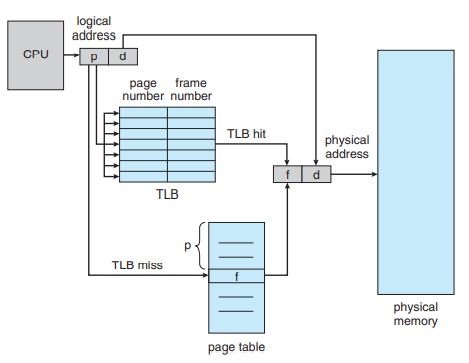 logical
address
CPU
p d
page frame
number number
TLB hit
physical
address
f d
TLB
p
TLB miss
f
physical
memory
page table